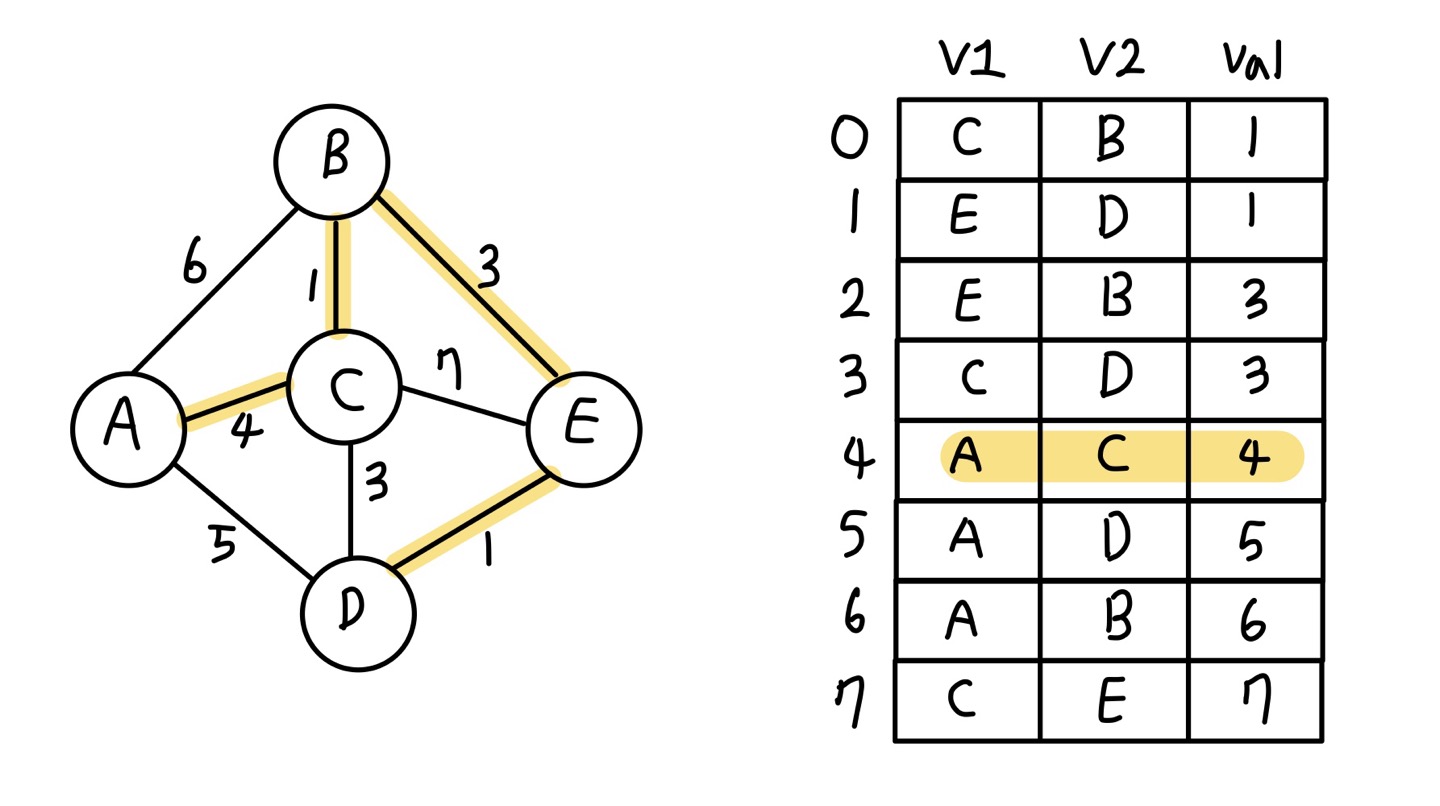 B
6
1
3
C
7
A
4
E
3
5
1
D
V1 V2 Val
0 C B 1
1 E D 1
2 E B 3
3 C D 3
4 A C 4
5 A D 5
6 A B 6
7 C E 7